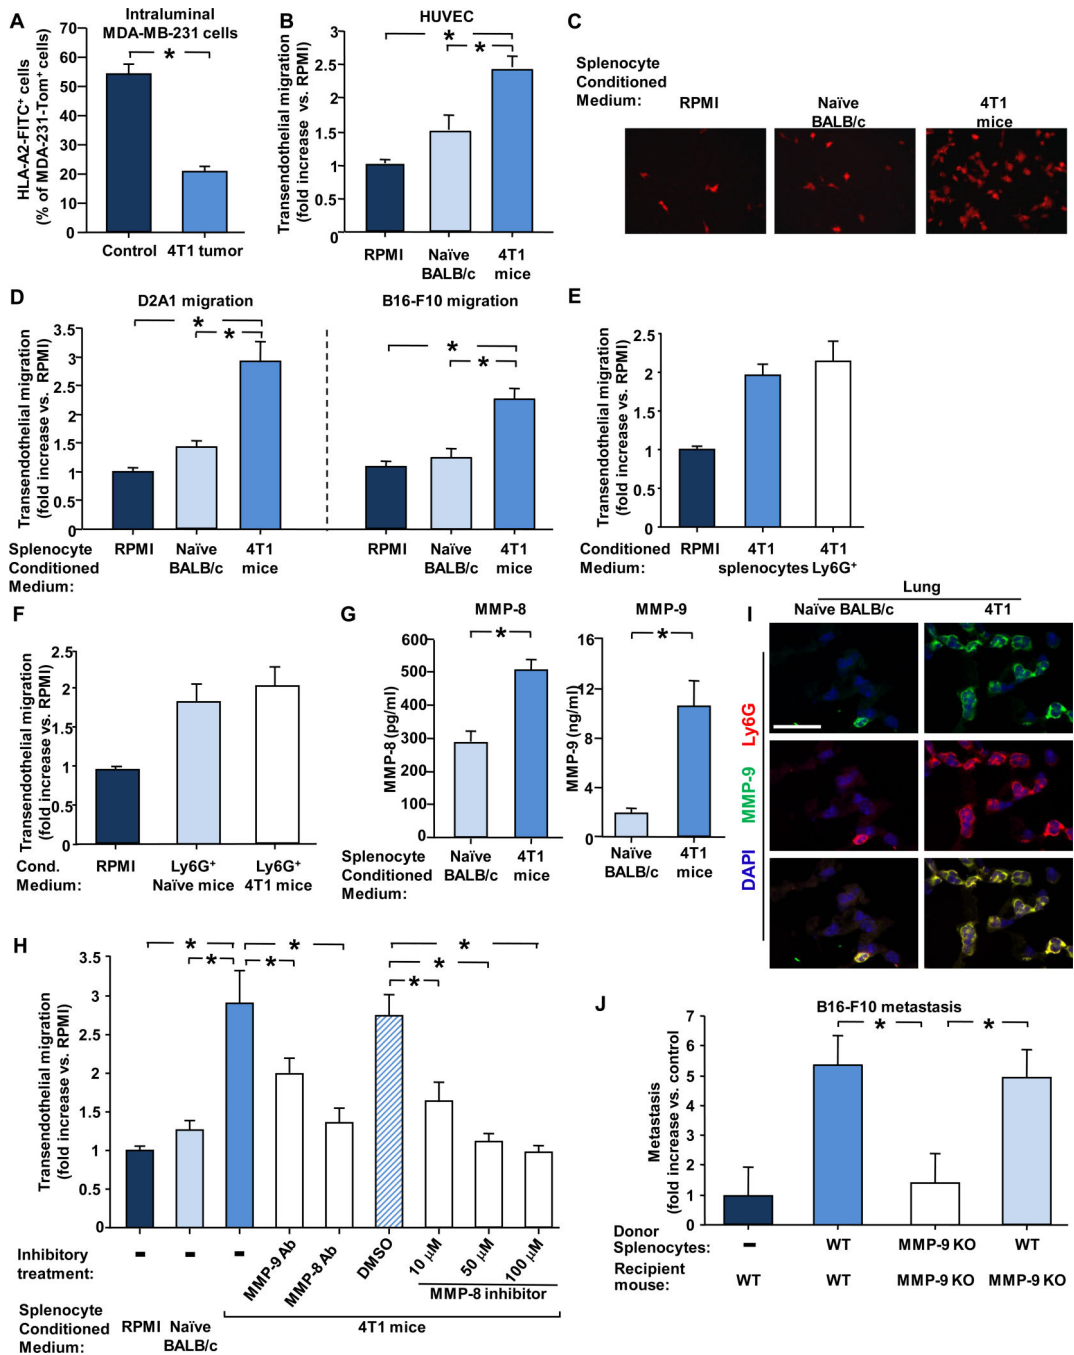 A
Intraluminal
MDA-MB-231 cells
HLA-A2-FITC⁺ cells
(% of MDA-231-Tom⁺ cells)
70
60
50
40
30
20
10
0
*
Control
4T1 tumor
B
HUVEC
Transendothelial migration
(fold increase vs. RPMI)
3
2.5
2
1.5
1
0.5
0
*
*
RPMI
Naïve
BALB/c
4T1
mice
C
Splenocyte
Conditioned
Medium:
RPMI
Naïve
BALB/c
4T1
mice
D
D2A1 migration
B16-F10 migration
Transendothelial migration
(fold increase vs. RPMI)
3.5
3
2.5
2
1.5
1
0.5
0
*
*
*
*
Splenocyte
Conditioned
Medium:
RPMI
Naïve
BALB/c
4T1
mice
RPMI
Naïve
BALB/c
4T1
mice
E
Transendothelial migration
(fold increase vs. RPMI)
2.5
2
1.5
1
0.5
0
Conditioned
Medium:
RPMI
4T1
splenocytes
4T1
Ly6G⁺
F
Transendothelial migration
(fold increase vs. RPMI)
2.5
2
1.5
1
0.5
0
Cond.
Medium:
RPMI
Ly6G⁺
Naïve mice
Ly6G⁺
4T1 mice
G
MMP-8
MMP-8 (pg/ml)
600
500
400
300
200
100
0
*
MMP-9
MMP-9 (ng/ml)
16
12
8
4
0
*
Splenocyte
Conditioned
Medium:
Naïve
BALB/c
4T1
mice
Naïve
BALB/c
4T1
mice
I
Lung
Naïve BALB/c
4T1
DAPI MMP-9 Ly6G
H
Transendothelial migration
(fold increase vs. RPMI)
3.5
3
2.5
2
1.5
1
0.5
0
*
*
*
*
*
*
*
Inhibitory
treatment:
-
-
-
MMP-9 Ab
MMP-8 Ab
DMSO
10 µM
50 µM
100 µM
MMP-8 inhibitor
Splenocyte
Conditioned
Medium:
RPMI
Naïve
BALB/c
4T1 mice
J
B16-F10 metastasis
Metastasis
(fold increase vs. control)
7
6
5
4
3
2
1
0
*
*
Donor
Splenocytes:
-
WT
MMP-9 KO
WT
Recipient
mouse:
WT
WT
MMP-9 KO
MMP-9 KO